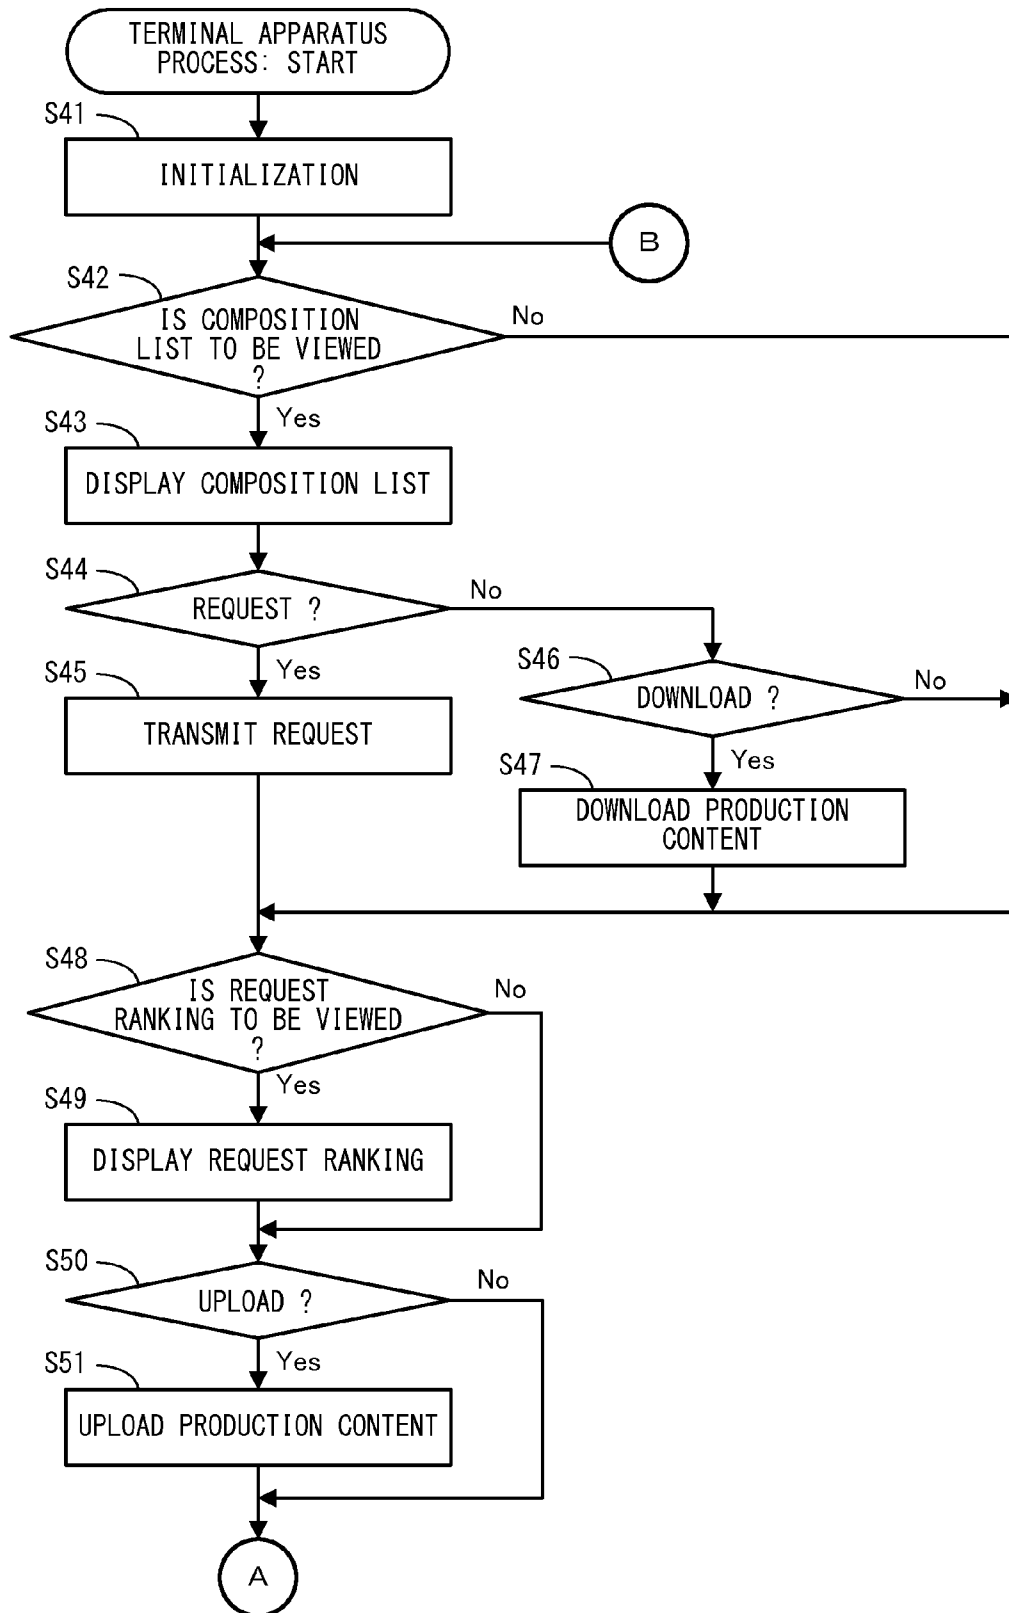 TERMINAL APPARATUS
PROCESS: START
S41
INITIALIZATION
B
S42
IS COMPOSITION
LIST TO BE VIEWED
?
No
Yes
S43
DISPLAY COMPOSITION LIST
S44
REQUEST ?
No
Yes
S45
TRANSMIT REQUEST
S46
DOWNLOAD ?
No
Yes
S47
DOWNLOAD PRODUCTION
CONTENT
S48
IS REQUEST
RANKING TO BE VIEWED
?
No
Yes
S49
DISPLAY REQUEST RANKING
S50
UPLOAD ?
No
Yes
S51
UPLOAD PRODUCTION CONTENT
A